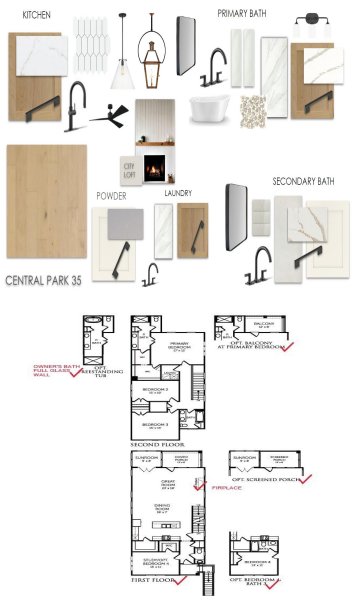 KITCHEN
PRIMARY BATH
CITY
LOFT
POWDER
LAUNDRY
SECONDARY BATH
CENTRAL PARK 35
OWNER'S BATH
FULL GLASS
WALL
OPT.
FREESTANDING
TUB
PRIMARY
BEDROOM
BEDROOM 2
BEDROOM 3
SECOND FLOOR
BALCONY
OPT. BALCONY
AT PRIMARY BEDROOM
SUNROOM
COVERED
PORCH
GREAT
ROOM
FIREPLACE
DINING
ROOM
STUDY/OPT.
BEDROOM 4
FIRST FLOOR
SUNROOM
SCREENED
PORCH
OPT. SCREENED PORCH
BEDROOM 4
OPT. BEDROOM 4
BATH 3